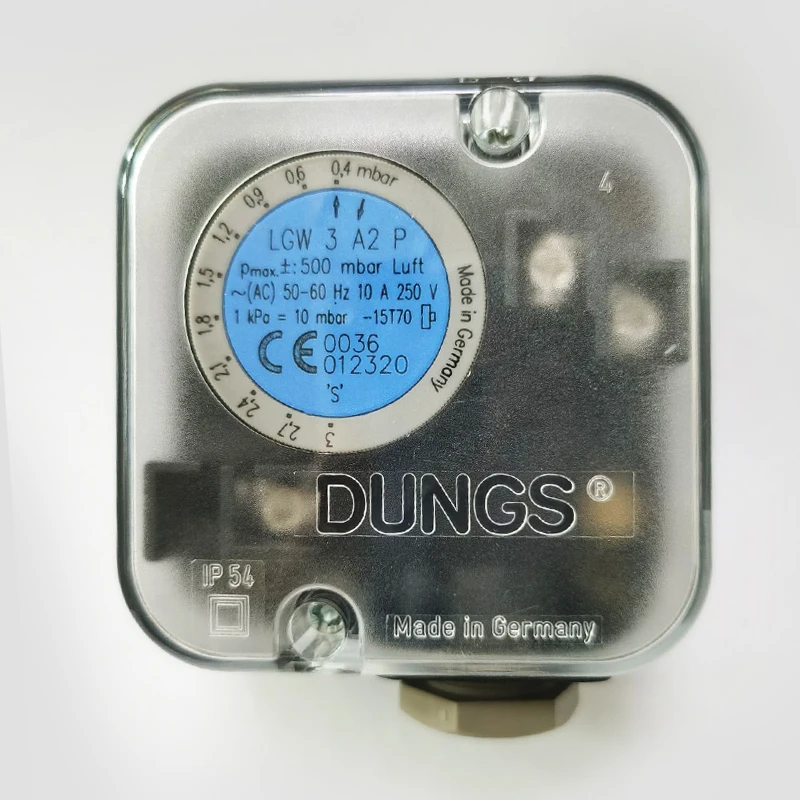 4
0,4 mbar
0,6
0,9
1,2
1,5
1,8
2,1
2,4
2,7
3
Made in Germany
LGW 3 A2 P
pmax. ±: 500 mbar Luft
~(AC) 50-60 Hz 10 A 250 V
1 kPa = 10 mbar -15T70
CE 0036
012320
'S'
DUNGS®
IP 54
Made in Germany